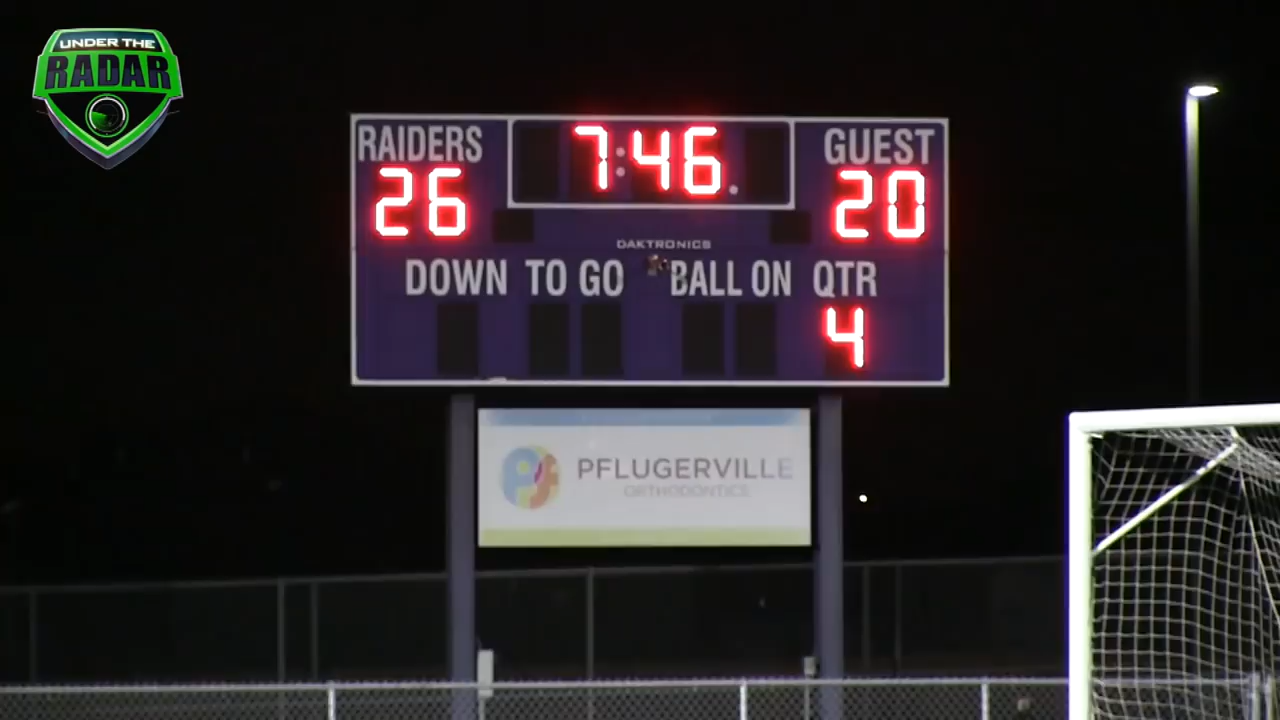 UNDER THE
RADAR
RAIDERS
7:46.
GUEST
26
20
DAKTRONICS
DOWN TO GO BALL ON QTR
4
pf
PFLUGERVILLE
ORTHODONTICS